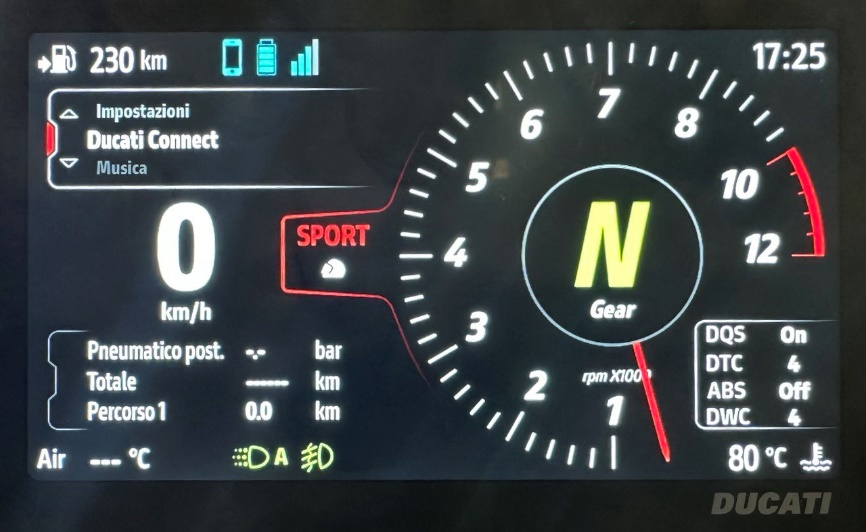 230 km
17:25
Impostazioni
Ducati Connect
Musica
0
km/h
SPORT
1
2
3
4
5
6
7
8
10
12
N
Gear
rpm X1000
Pneumatico post. -.- bar
Totale ------ km
Percorso 1 0.0 km
DQS On
DTC 4
ABS Off
DWC 4
Air --- °C
A
80 °C
DUCATI